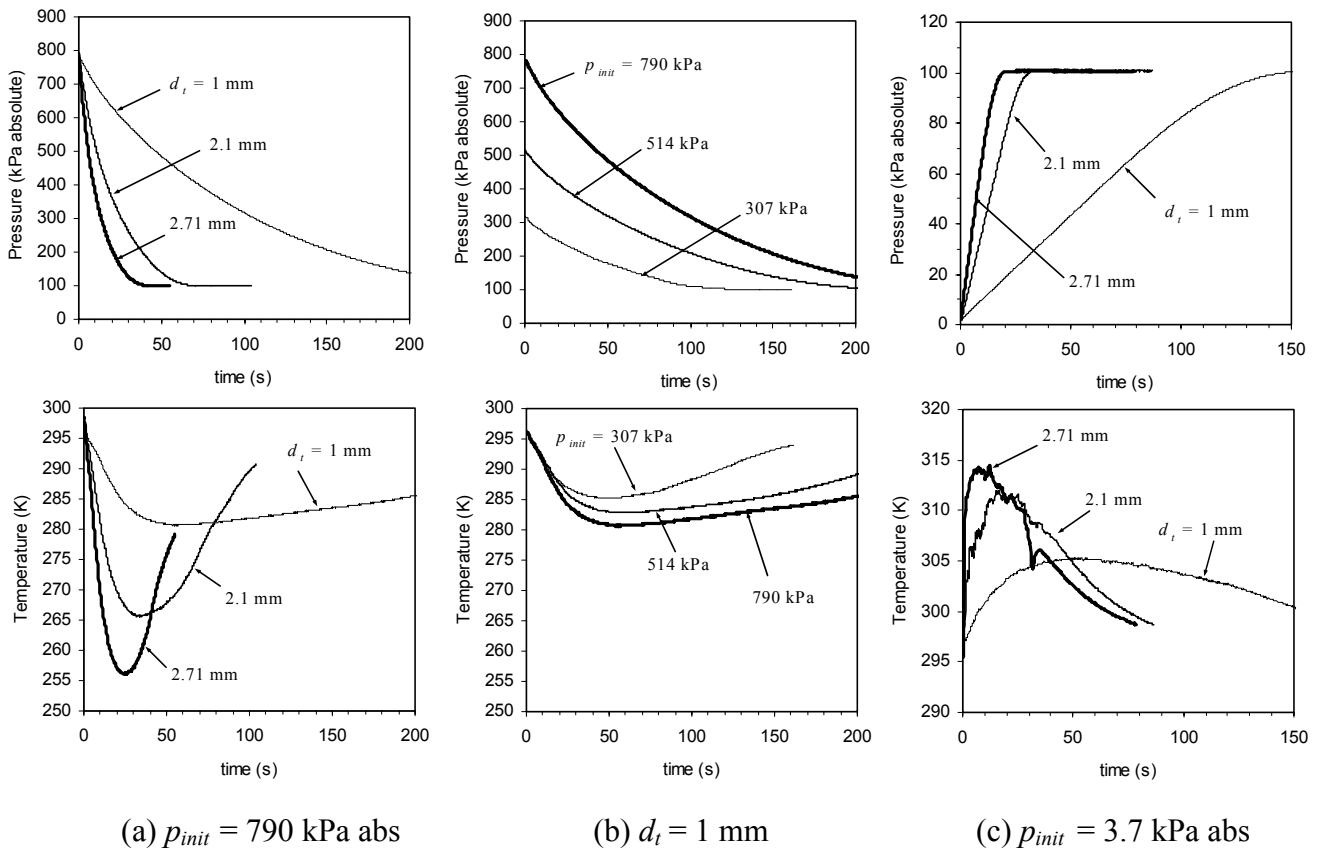 900
800
700
600
500
400
300
200
100
0
Pressure (kPa absolute)
0 50 100 150 200
time (s)
d t = 1 mm
2.1 mm
2.71 mm
900
800
700
600
500
400
300
200
100
0
Pressure (kPa absolute)
0 50 100 150 200
time (s)
p init = 790 kPa
514 kPa
307 kPa
120
100
80
60
40
20
0
Pressure (kPa absolute)
0 50 100 150
time (s)
2.1 mm
d t = 1 mm
2.71 mm
300
295
290
285
280
275
270
265
260
255
250
Temperature (K)
0 50 100 150 200
time (s)
d t = 1 mm
2.1 mm
2.71 mm
300
295
290
285
280
275
270
265
260
255
250
Temperature (K)
0 50 100 150 200
time (s)
p init = 307 kPa
514 kPa
790 kPa
320
315
310
305
300
295
290
Temperature (K)
0 50 100 150
time (s)
2.71 mm
2.1 mm
d t = 1 mm
(a) pinit = 790 kPa abs
(b) dt = 1 mm
(c) pinit = 3.7 kPa abs